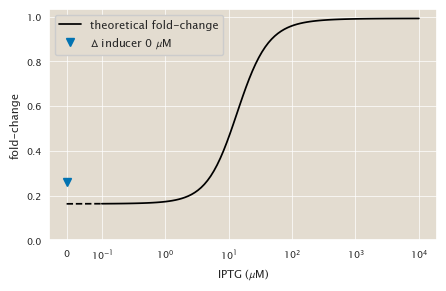 theoretical fold–change
Δ inducer 0 μM
1.0
0.8
0.6
0.4
0.2
0.0
fold–change
0 10⁻¹ 10⁰ 10¹ 10² 10³ 10⁴
IPTG (μM)